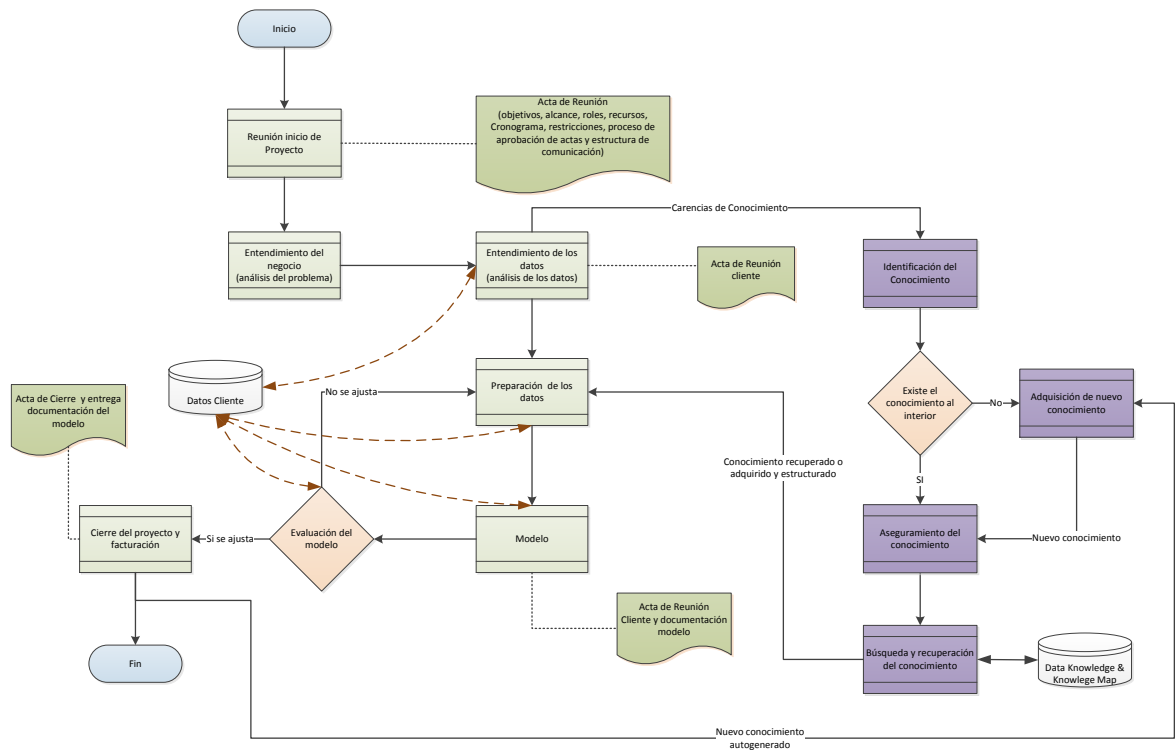 Inicio
Reunión inicio de
Proyecto
Acta de Reunión
(objetivos, alcance, roles, recursos,
Cronograma, restricciones, proceso de
aprobación de actas y estructura de
comunicación)
Carencias de Conocimiento
Entendimiento del
negocio
(análisis del problema)
Entendimiento de los
datos
(análisis de los datos)
Acta de Reunión
cliente
Identificación del
Conocimiento
Datos Cliente
No se ajusta
Preparación de los
datos
Existe el
conocimiento al
interior
No
Adquisición de nuevo
conocimiento
Acta de Cierre y entrega
documentación del
modelo
Conocimiento recuperado o
adquirido y estructurado
SI
Cierre del proyecto y
facturación
Si se ajusta
Evaluación del
modelo
Modelo
Aseguramiento del
conocimiento
Nuevo conocimiento
Acta de Reunión
Cliente y documentación
modelo
Fin
Búsqueda y recuperación
del conocimiento
Data Knowledge &
Knowlege Map
Nuevo conocimiento
autogenerado